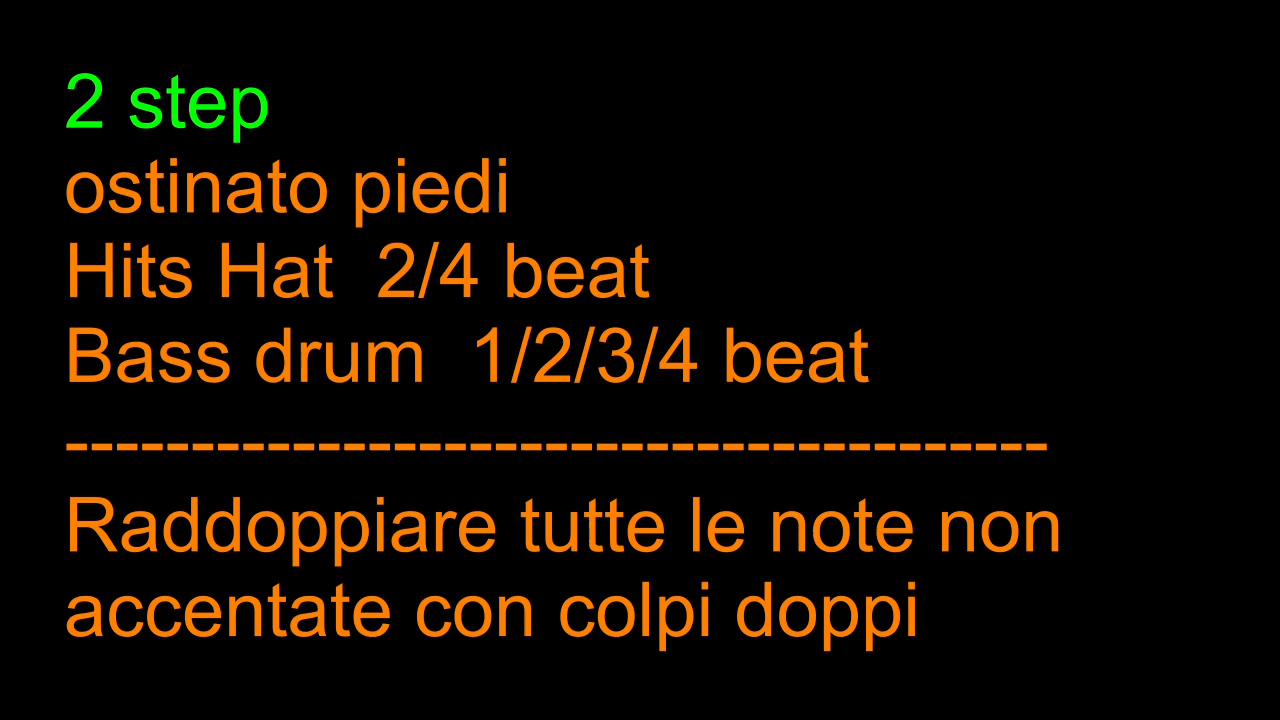 2 step
ostinato piedi
Hits Hat  2/4 beat
Bass drum  1/2/3/4 beat
---------------------------------------
Raddoppiare tutte le note non
accentate con colpi doppi